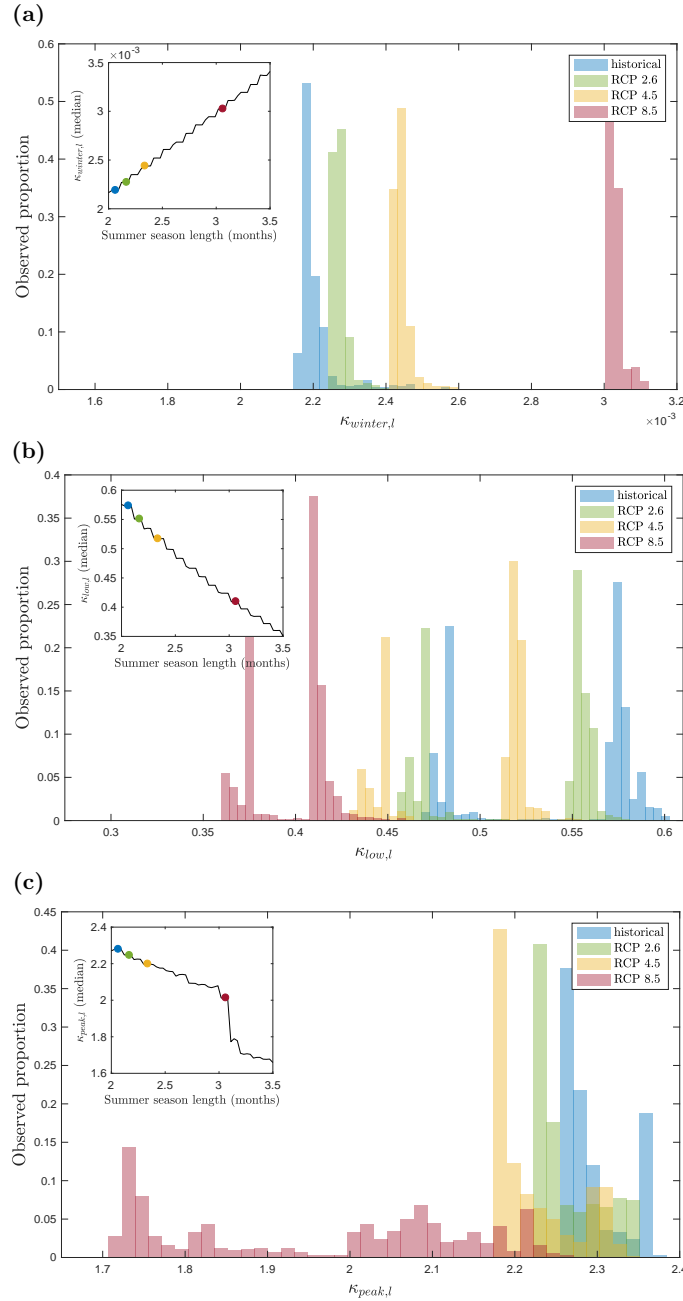 (a)
×10⁻³
3.5
3
2.5
2
2 2.5 3 3.5
κwinter,l (median)
Summer season length (months)
historical
RCP 2.6
RCP 4.5
RCP 8.5
0.6
0.5
0.4
0.3
0.2
0.1
0
Observed proportion
1.6 1.8 2 2.2 2.4 2.6 2.8 3 3.2
×10⁻³
κwinter,l
(b)
0.6
0.55
0.5
0.45
0.4
0.35
2 2.5 3 3.5
κlow,l (median)
Summer season length (months)
historical
RCP 2.6
RCP 4.5
RCP 8.5
0.4
0.35
0.3
0.25
0.2
0.15
0.1
0.05
0
Observed proportion
0.3 0.35 0.4 0.45 0.5 0.55 0.6
κlow,l
(c)
2.4
2.2
2
1.8
1.6
2 2.5 3 3.5
κpeak,l (median)
Summer season length (months)
historical
RCP 2.6
RCP 4.5
RCP 8.5
0.45
0.4
0.35
0.3
0.25
0.2
0.15
0.1
0.05
0
Observed proportion
1.7 1.8 1.9 2 2.1 2.2 2.3 2.4
κpeak,l